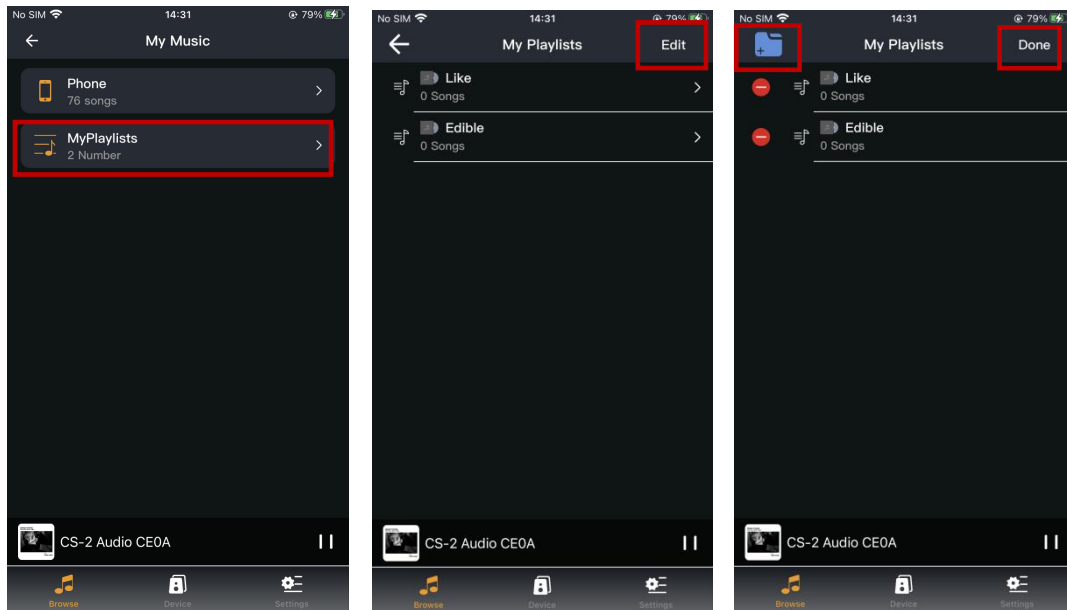 No SIM 14:31 79%
My Music
Phone
76 songs
MyPlaylists
2 Number
CS-2 Audio CE0A
Browse Device Settings
No SIM 14:31 79%
My Playlists Edit
Like
0 Songs
Edible
0 Songs
CS-2 Audio CE0A
Browse Device Settings
No SIM 14:31 79%
My Playlists Done
Like
0 Songs
Edible
0 Songs
CS-2 Audio CE0A
Browse Device Settings